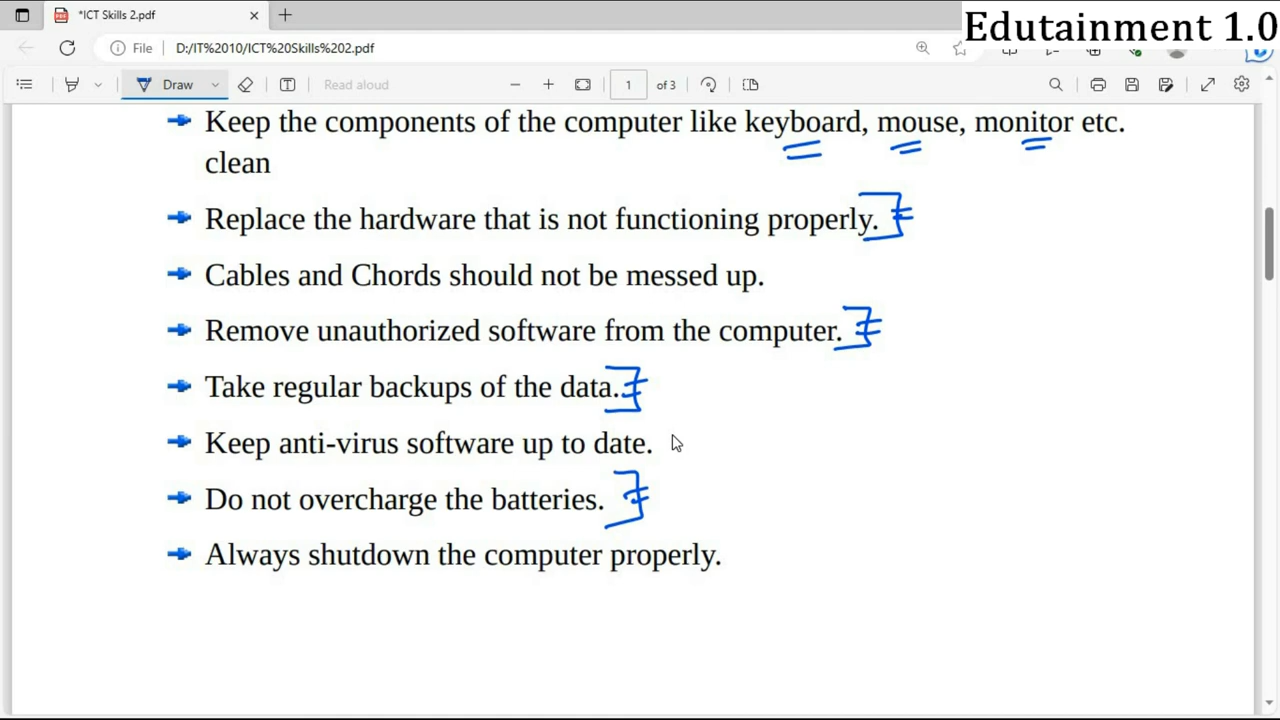 *ICT Skills 2.pdf
Edutainment 1.0
File D:/IT%2010/ICT%20Skills%202.pdf
Draw Read aloud 1 of 3
Keep the components of the computer like keyboard, mouse, monitor etc.
clean
Replace the hardware that is not functioning properly.
Cables and Chords should not be messed up.
Remove unauthorized software from the computer.
Take regular backups of the data.
Keep anti-virus software up to date.
Do not overcharge the batteries.
Always shutdown the computer properly.